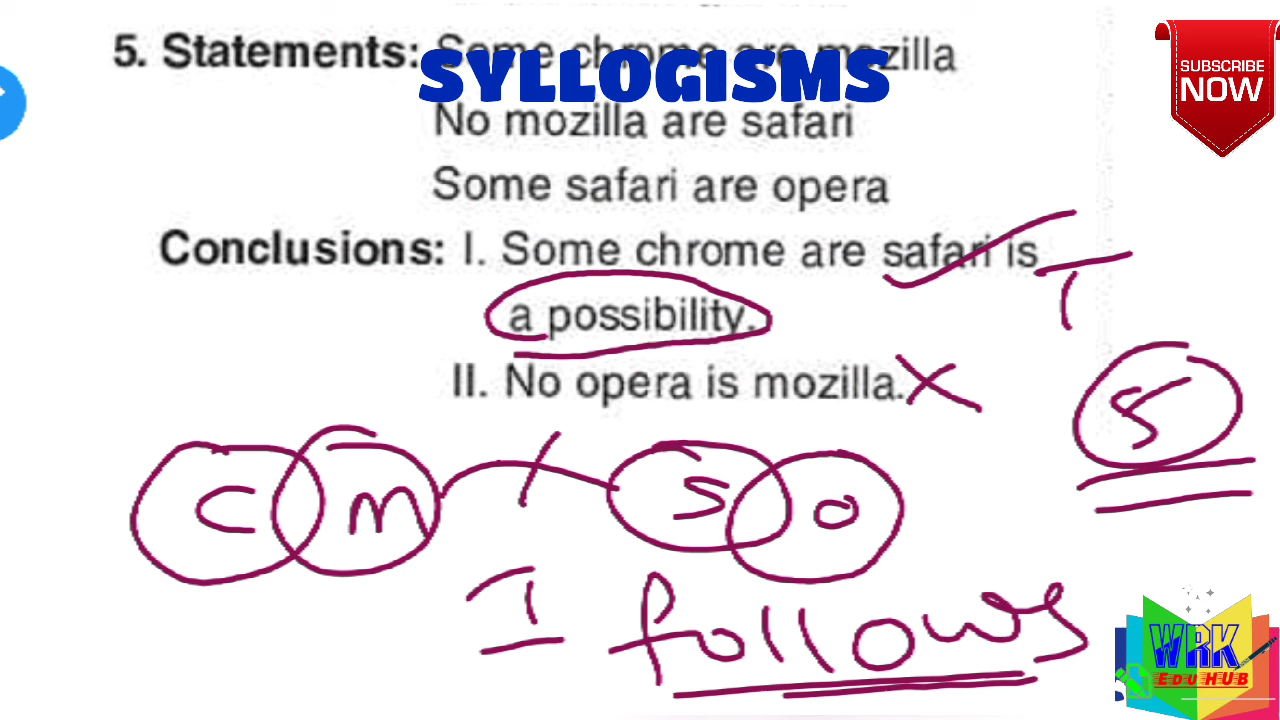 5. Statements: Some chrome are mozilla
SYLLOGISMS
SUBSCRIBE
NOW
No mozilla are safari
Some safari are opera
Conclusions: I. Some chrome are safari is
a possibility.
T
II. No opera is mozilla.
5
C m S O
I follows
WRK
EDU HUB